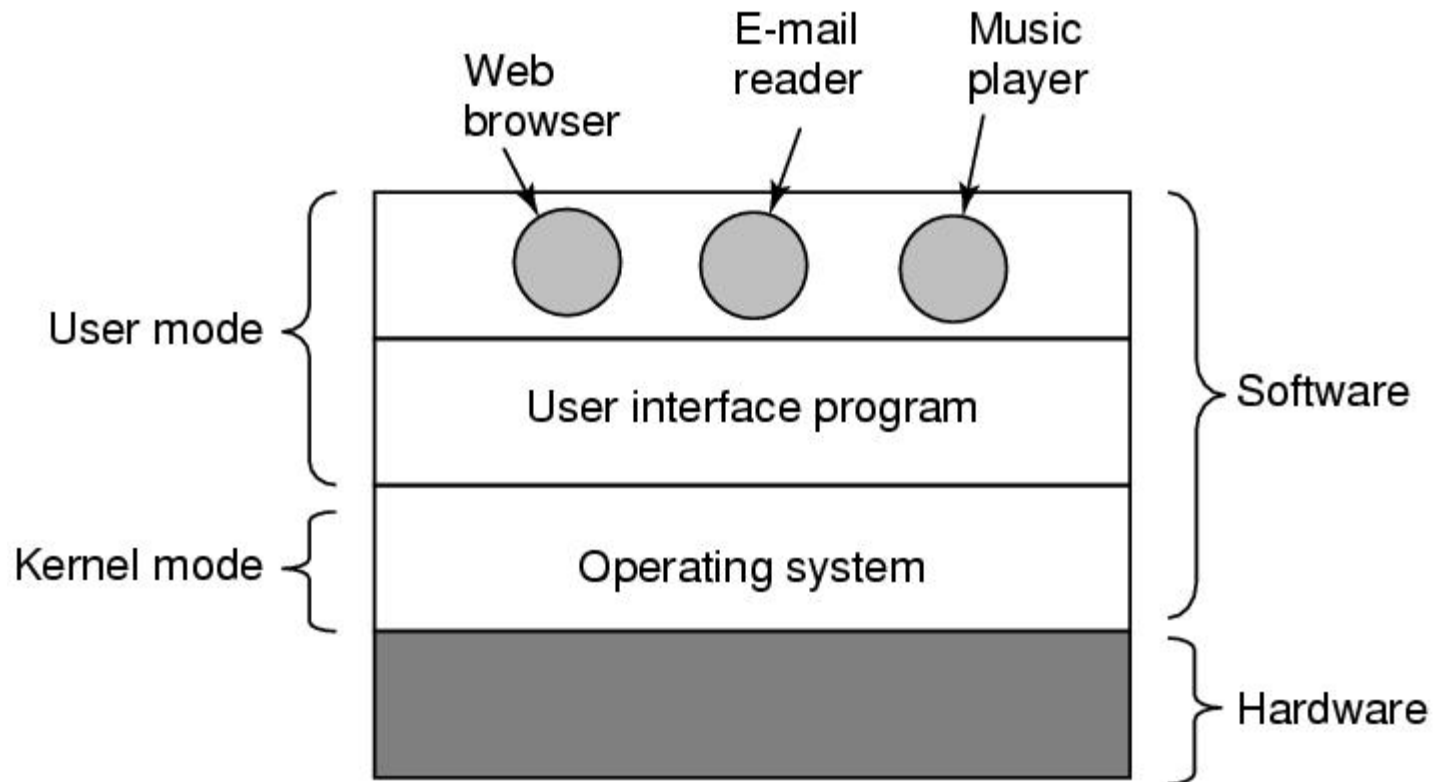 Web
browser
E-mail
reader
Music
player
User mode
User interface program
Software
Kernel mode
Operating system
Hardware